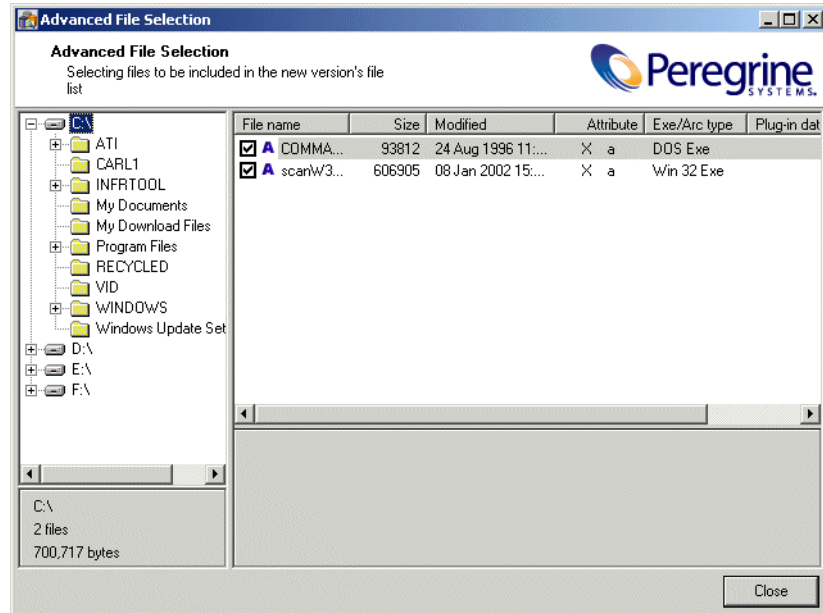 Advanced File Selection
Advanced File Selection
Selecting files to be included in the new version's file
list
Peregrine
SYSTEMS.
C:\
ATI
CARL1
INFRTOOL
My Documents
My Download Files
Program Files
RECYCLED
VID
WINDOWS
Windows Update Set
D:\
E:\
F:\
File name Size Modified Attribute Exe/Arc type Plug-in dat
A COMMA... 93812 24 Aug 1996 11:... X a DOS Exe
A scanW3... 606905 08 Jan 2002 15:... X a Win 32 Exe
C:\
2 files
700,717 bytes
Close